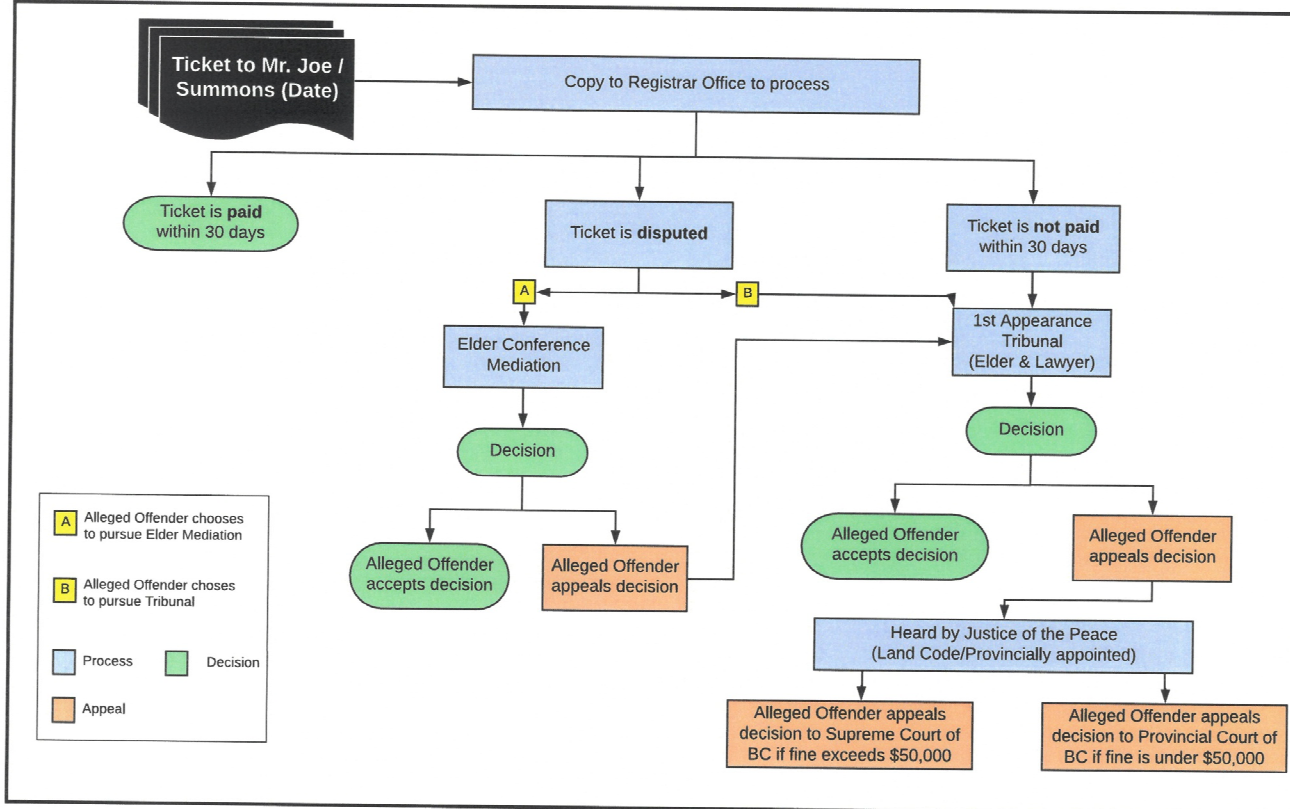 Ticket to Mr. Joe /
Summons (Date)
Copy to Registrar Office to process
Ticket is paid
within 30 days
Ticket is disputed
Ticket is not paid
within 30 days
A
B
Elder Conference
Mediation
1st Appearance
Tribunal
(Elder & Lawyer)
Decision
Decision
Alleged Offender
accepts decision
Alleged Offender
appeals decision
Alleged Offender
accepts decision
Alleged Offender
appeals decision
Heard by Justice of the Peace
(Land Code/Provincially appointed)
Alleged Offender appeals
decision to Supreme Court of
BC if fine exceeds $50,000
Alleged Offender appeals
decision to Provincial Court of
BC if fine is under $50,000
A
Alleged Offender chooses
to pursue Elder Mediation
B
Alleged Offender choses
to pursue Tribunal
Process
Decision
Appeal